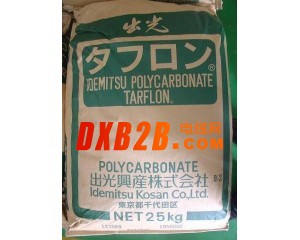 出光
タフロン®
IDEMITSU POLYCARBONATE
TARFLON®
DXB2B.COM
POLYCARBONATE
出光興産株式会社
Idemitsu Kosan Co.,Ltd.
東京都千代田区
NET 25kg